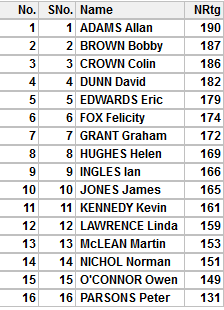 No. SNo. Name NRtg
1 1 ADAMS Allan 190
2 2 BROWN Bobby 187
3 3 CROWN Colin 186
4 4 DUNN David 182
5 5 EDWARDS Eric 179
6 6 FOX Felicity 174
7 7 GRANT Graham 172
8 8 HUGHES Helen 169
9 9 INGLES Ian 166
10 10 JONES James 165
11 11 KENNEDY Kevin 161
12 12 LAWRENCE Linda 159
13 13 McLEAN Martin 153
14 14 NICHOL Norman 151
15 15 O'CONNOR Owen 149
16 16 PARSONS Peter 131